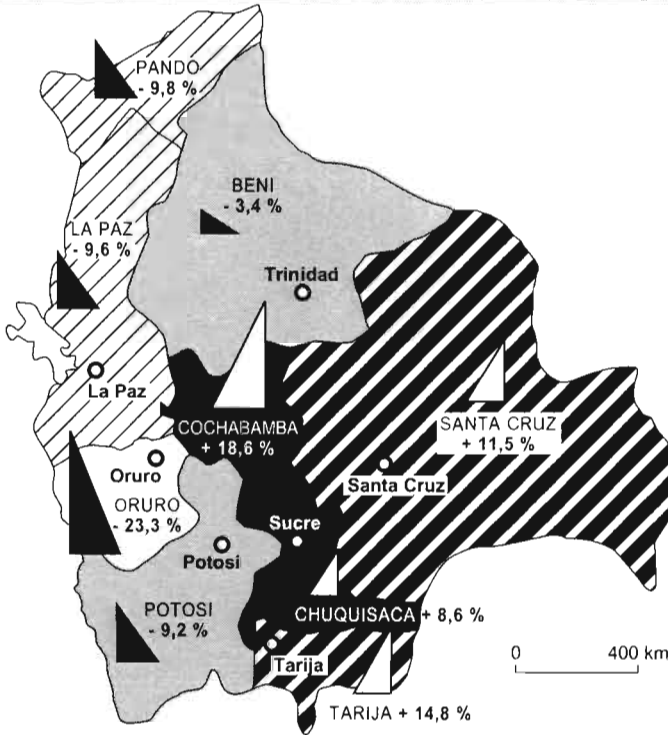 PANDO
- 9,8 %
BENI
- 3,4 %
LA PAZ
- 9,6 %
Trinidad
La Paz
COCHABAMBA
+ 18,6 %
SANTA CRUZ
+ 11,5 %
Oruro
Santa Cruz
ORURO
- 23,3 %
Sucre
Potosi
POTOSI
- 9,2 %
CHUQUISACA + 8,6 %
Tarija
0 400 km
TARIJA + 14,8 %